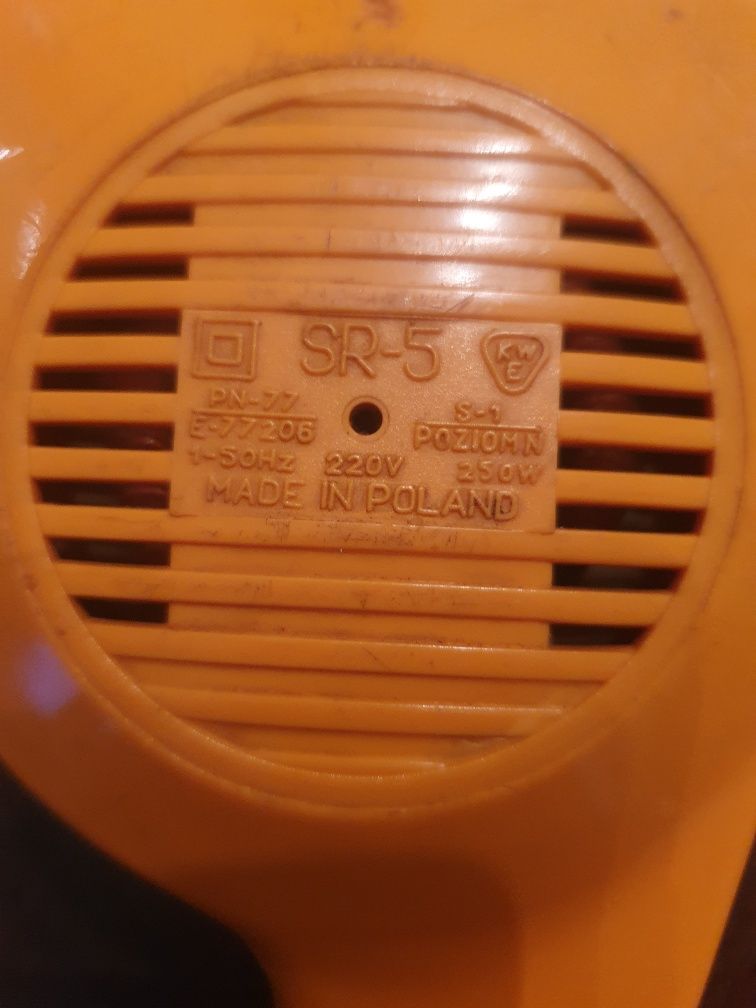 SR-5
KWE
PN-77
E-77206
S-1
POZIOM N
1~50Hz 220V 250W
MADE IN POLAND